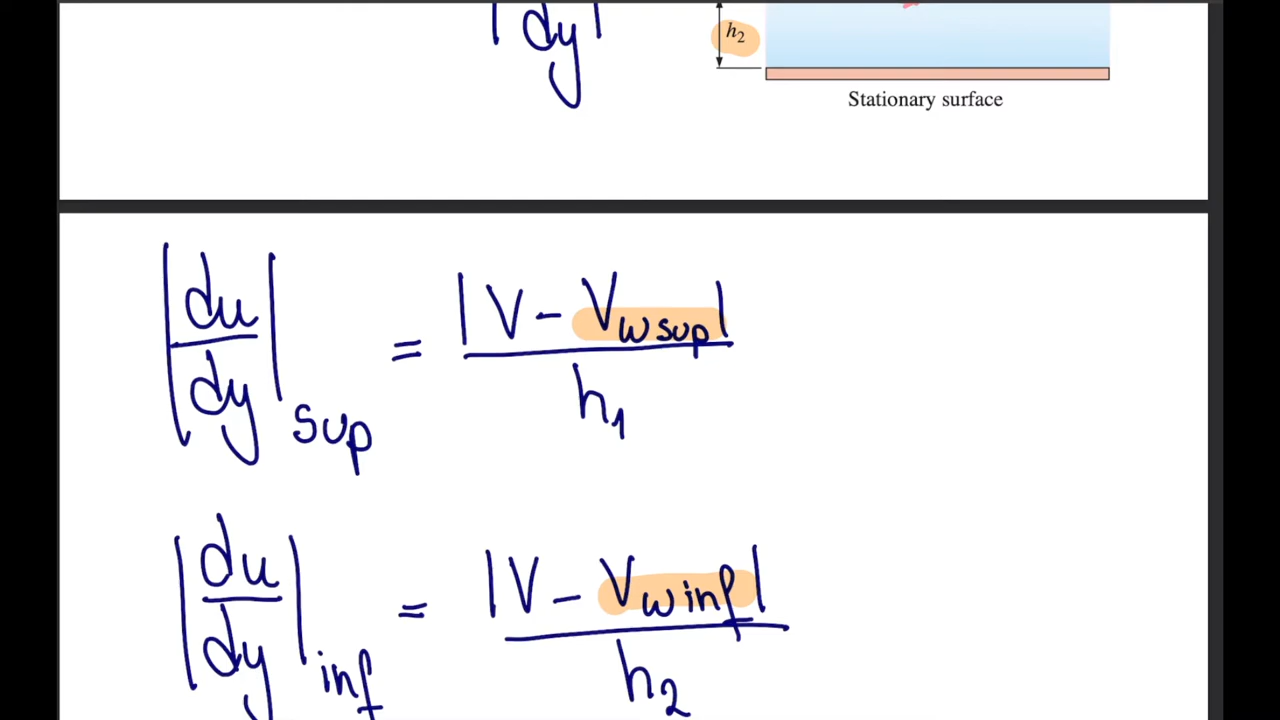 |dy|
h₂
Stationary surface
|du/dy|sup = |V - Vw sup| / h₁
|du/dy|inf = |V - Vw inf| / h₂